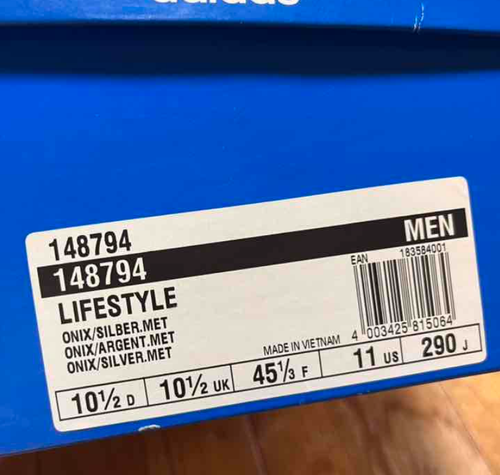 adidas
148794
148794 MEN
LIFESTYLE
EAN 183584001
ONIX/SILBER.MET
ONIX/ARGENT.MET
ONIX/SILVER.MET
MADE IN VIETNAM 4 003425 815064
10½ D 10½ UK 45⅓ F 11 US 290 J